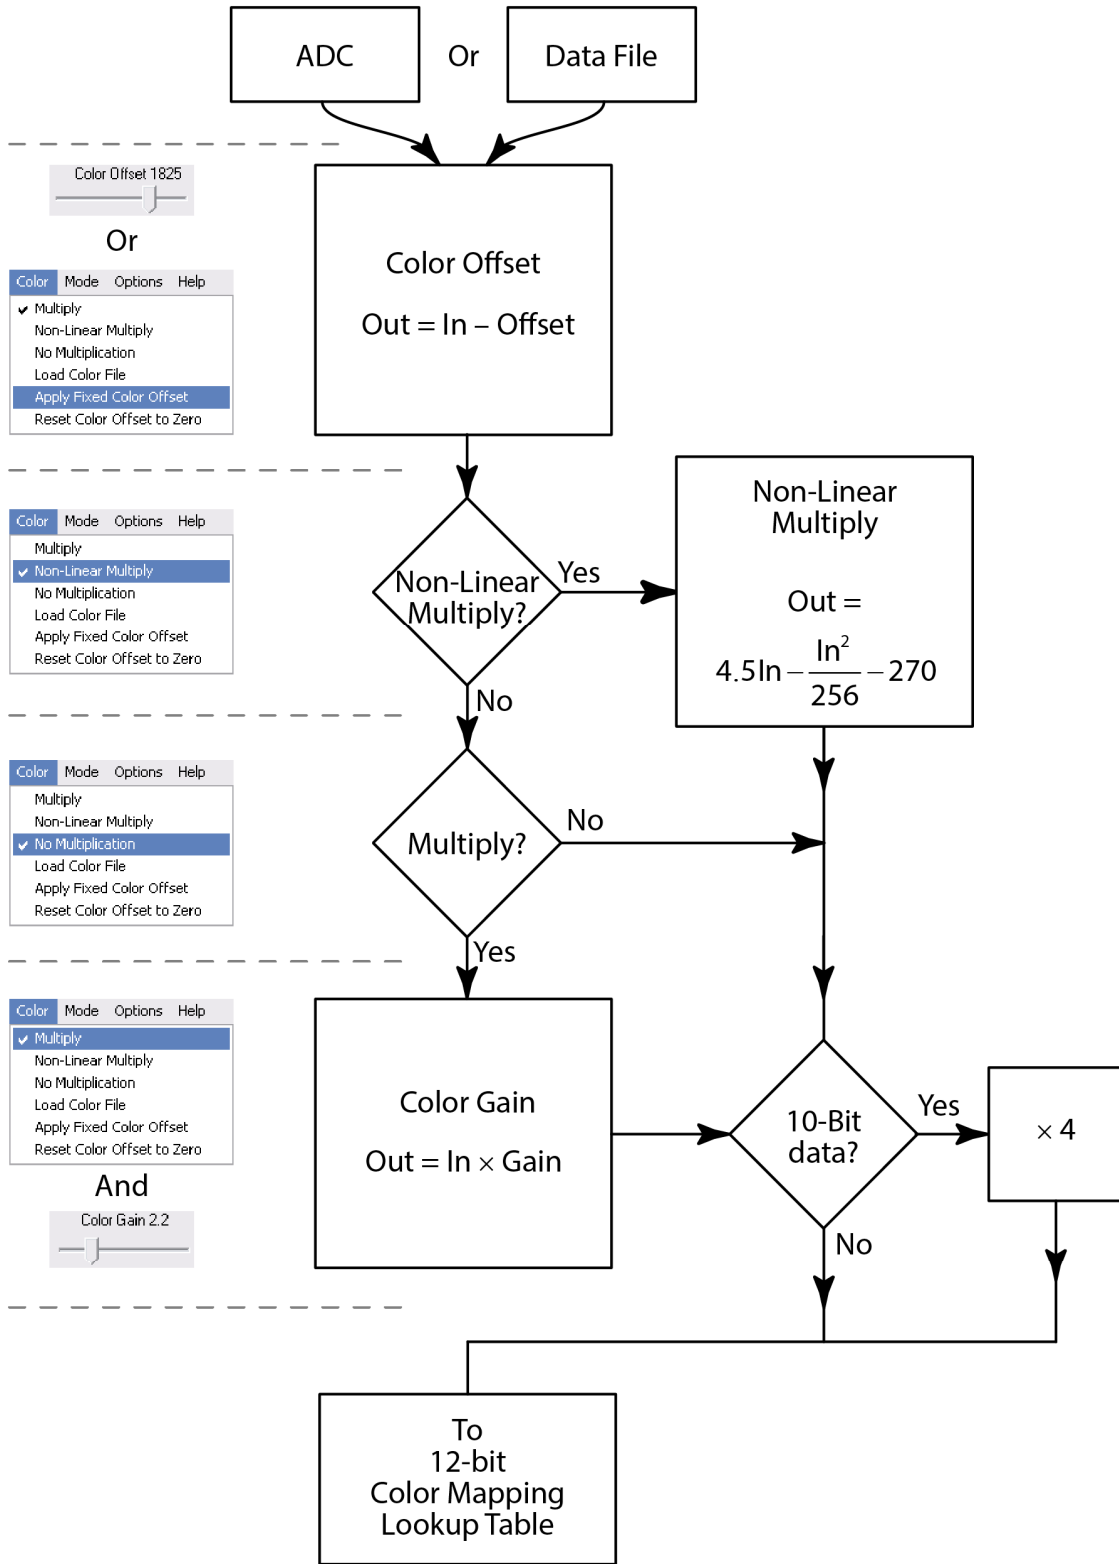 ADC
Or
Data File
Color Offset 1825
Or
Color Mode Options Help
✓ Multiply
Non-Linear Multiply
No Multiplication
Load Color File
Apply Fixed Color Offset
Reset Color Offset to Zero
Color Offset
Out = In – Offset
Color Mode Options Help
Multiply
✓ Non-Linear Multiply
No Multiplication
Load Color File
Apply Fixed Color Offset
Reset Color Offset to Zero
Non-Linear
Multiply?
Yes
No
Non-Linear
Multiply
Out =
4.5In – In²/256 – 270
Color Mode Options Help
Multiply
Non-Linear Multiply
✓ No Multiplication
Load Color File
Apply Fixed Color Offset
Reset Color Offset to Zero
Multiply?
No
Yes
Color Mode Options Help
✓ Multiply
Non-Linear Multiply
No Multiplication
Load Color File
Apply Fixed Color Offset
Reset Color Offset to Zero
And
Color Gain 2.2
Color Gain
Out = In × Gain
10-Bit
data?
Yes
No
× 4
To
12-bit
Color Mapping
Lookup Table